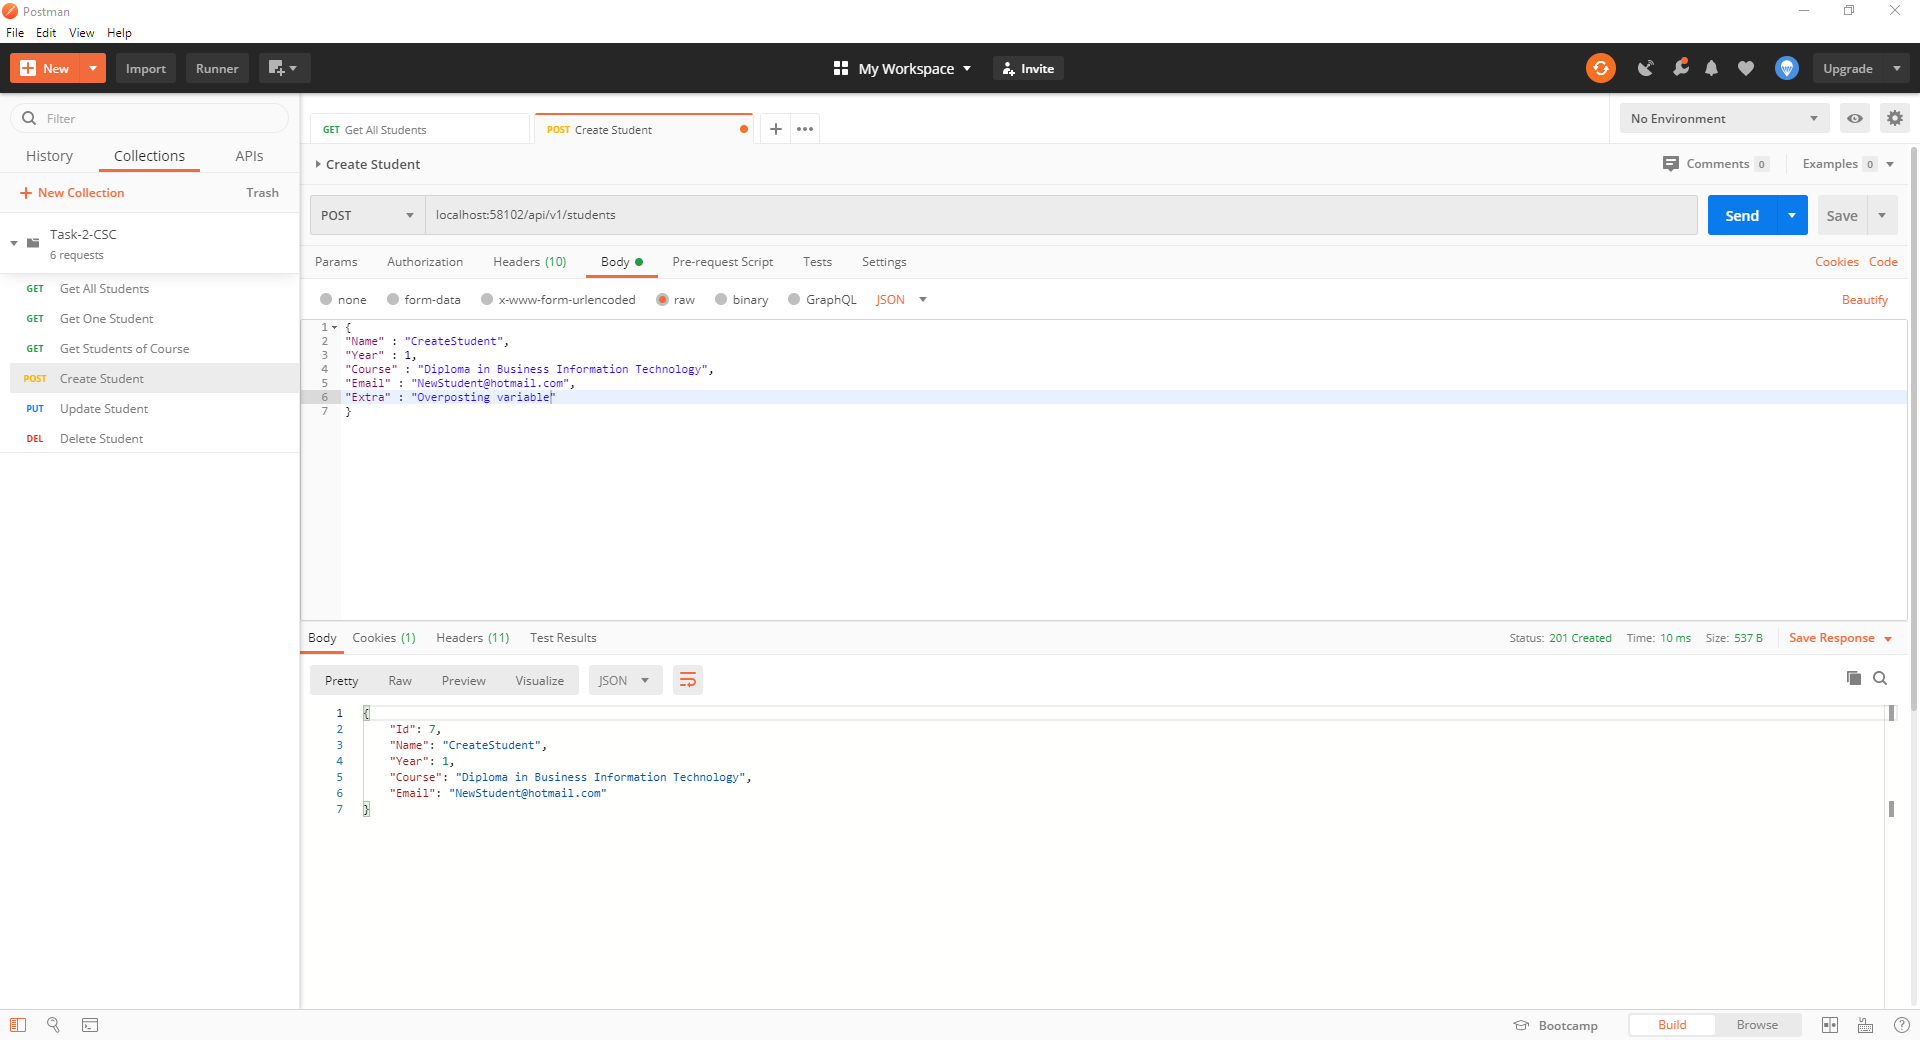 Postman
File Edit View Help
New Import Runner My Workspace Invite Upgrade
Filter
History Collections APIs
New Collection Trash
Task-2-CSC
6 requests
GET Get All Students
GET Get One Student
GET Get Students of Course
POST Create Student
PUT Update Student
DEL Delete Student
GET Get All Students POST Create Student No Environment
Create Student Comments 0 Examples 0
POST localhost:58102/api/v1/students Send Save
Params Authorization Headers (10) Body Pre-request Script Tests Settings Cookies Code
none form-data x-www-form-urlencoded raw binary GraphQL JSON Beautify
1 {
2 "Name" : "CreateStudent",
3 "Year" : 1,
4 "Course" : "Diploma in Business Information Technology",
5 "Email" : "NewStudent@hotmail.com",
6 "Extra" : "Overposting variable"
7 }
Body Cookies (1) Headers (11) Test Results Status: 201 Created Time: 10 ms Size: 537 B Save Response
Pretty Raw Preview Visualize JSON
1 {
2 "Id": 7,
3 "Name": "CreateStudent",
4 "Year": 1,
5 "Course": "Diploma in Business Information Technology",
6 "Email": "NewStudent@hotmail.com"
7 }
Bootcamp Build Browse